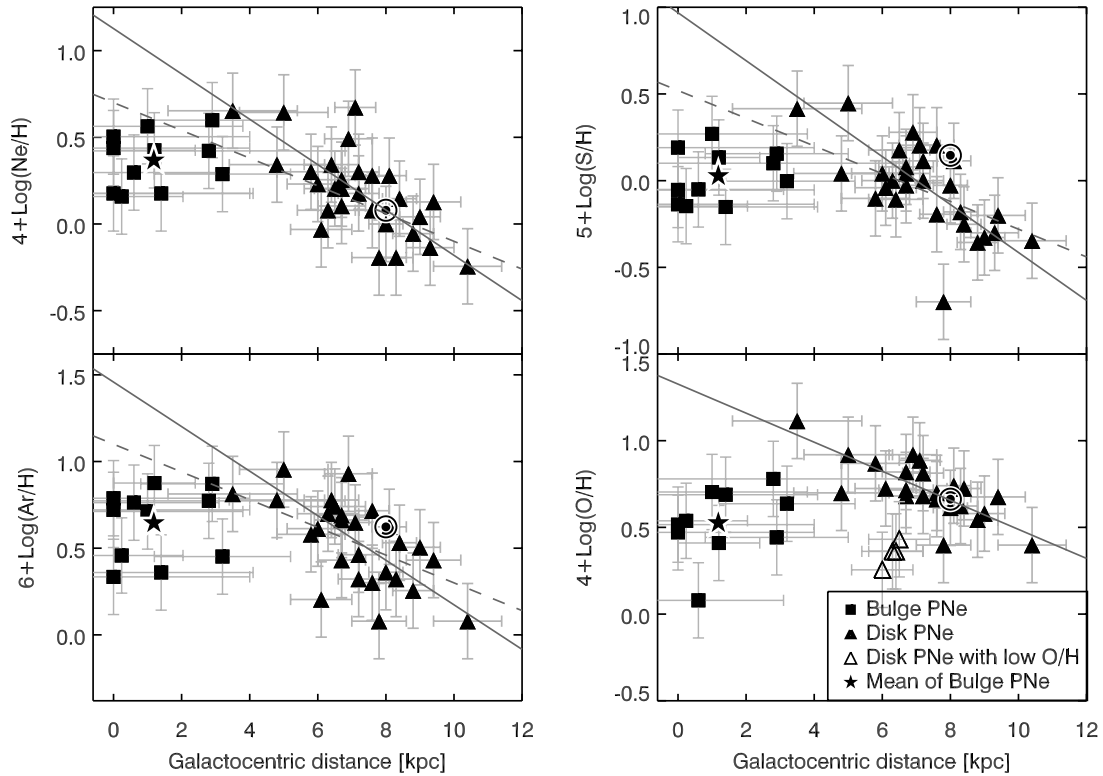 1.0
0.5
0.0
-0.5
4+Log(Ne/H)
1.0
0.5
0.0
-0.5
-1.0
5+Log(S/H)
1.5
1.0
0.5
0.0
6+Log(Ar/H)
0 2 4 6 8 10 12
Galactocentric distance [kpc]
1.5
1.0
0.5
0.0
-0.5
4+Log(O/H)
Bulge PNe
Disk PNe
Disk PNe with low O/H
Mean of Bulge PNe
0 2 4 6 8 10 12
Galactocentric distance [kpc]